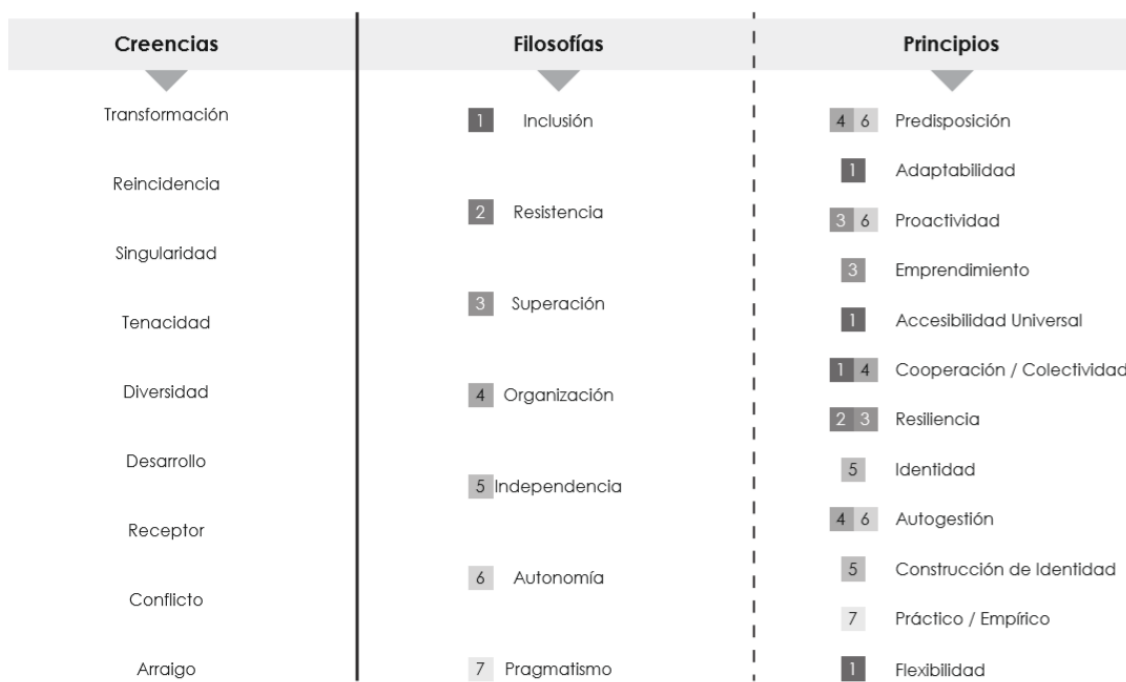 Creencias
Transformación
Reincidencia
Singularidad
Tenacidad
Diversidad
Desarrollo
Receptor
Conflicto
Arraigo
Filosofías
1 Inclusión
2 Resistencia
3 Superación
4 Organización
5 Independencia
6 Autonomía
7 Pragmatismo
Principios
4 6 Predisposición
1 Adaptabilidad
3 6 Proactividad
3 Emprendimiento
1 Accesibilidad Universal
1 4 Cooperación / Colectividad
2 3 Resiliencia
5 Identidad
4 6 Autogestión
5 Construcción de Identidad
7 Práctico / Empírico
1 Flexibilidad